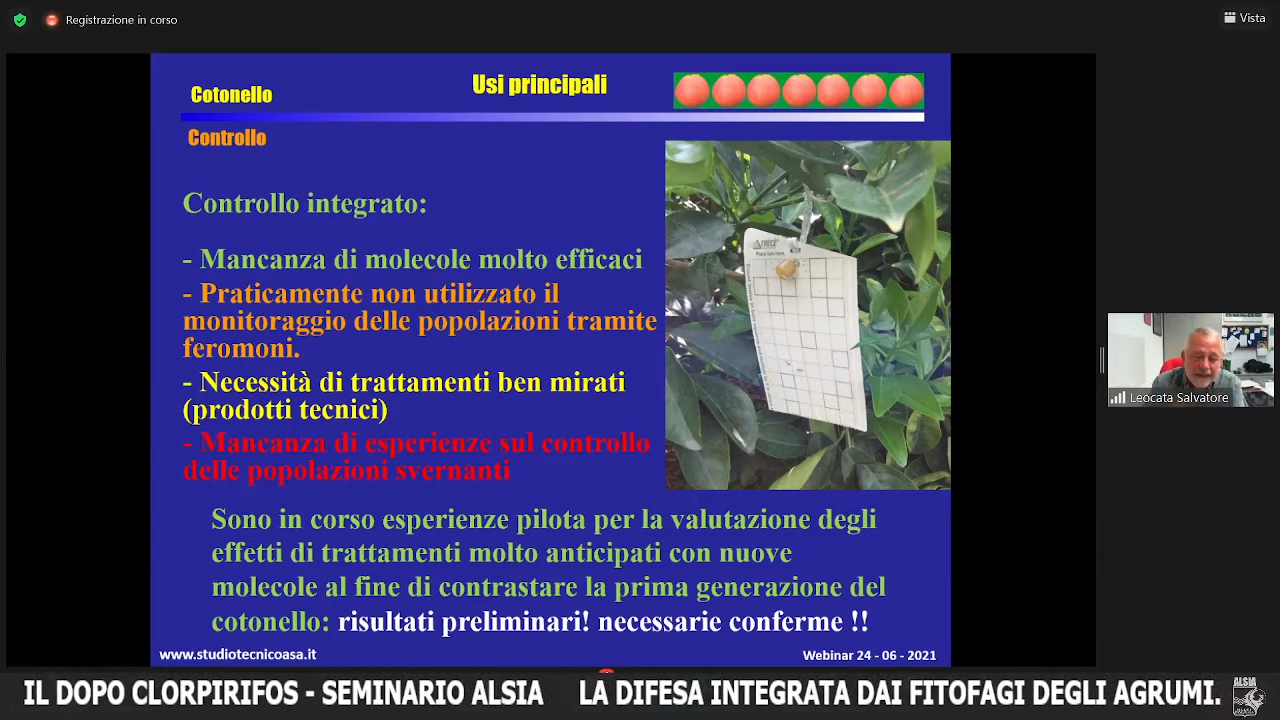 Registrazione in corso
Vista
Usi principali
Cotonello
Controllo
Controllo integrato:
- Mancanza di molecole molto efficaci
- Praticamente non utilizzato il
monitoraggio delle popolazioni tramite
feromoni.
- Necessità di trattamenti ben mirati
(prodotti tecnici)
- Mancanza di esperienze sul controllo
delle popolazioni svernanti
TRECE
Sono in corso esperienze pilota per la valutazione degli
effetti di trattamenti molto anticipati con nuove
molecole al fine di contrastare la prima generazione del
cotonello: risultati preliminari! necessarie conferme !!
www.studiotecnicoasa.it
Webinar 24 - 06 - 2021
Leocata Salvatore
IL DOPO CLORPIRIFOS - SEMINARIO ALSIA LA DIFESA INTEGRATA DAI FITOFAGI DEGLI AGRUMI.
ALSIA